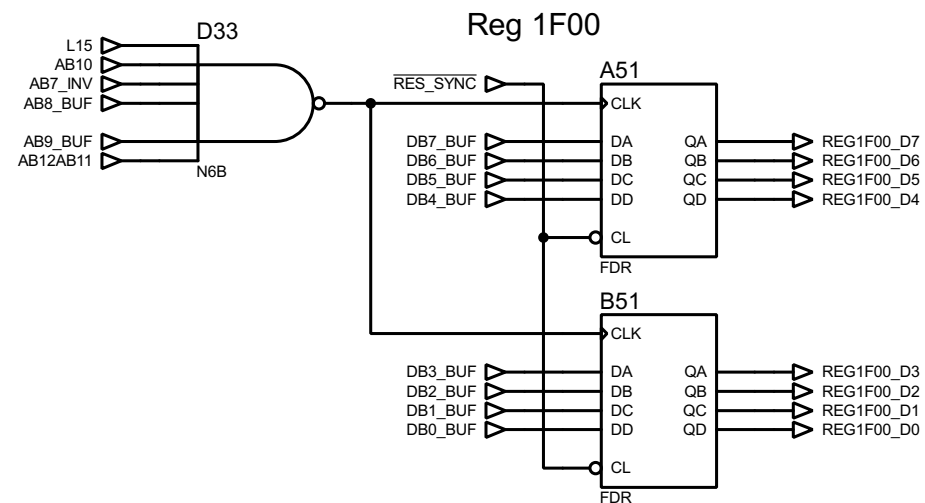 Reg 1F00
D33
L15
AB10
AB7_INV
AB8_BUF
AB9_BUF
AB12AB11
N6B
RES_SYNC
A51
CLK
DB7_BUF DA QA REG1F00_D7
DB6_BUF DB QB REG1F00_D6
DB5_BUF DC QC REG1F00_D5
DB4_BUF DD QD REG1F00_D4
CL
FDR
B51
CLK
DB3_BUF DA QA REG1F00_D3
DB2_BUF DB QB REG1F00_D2
DB1_BUF DC QC REG1F00_D1
DB0_BUF DD QD REG1F00_D0
CL
FDR